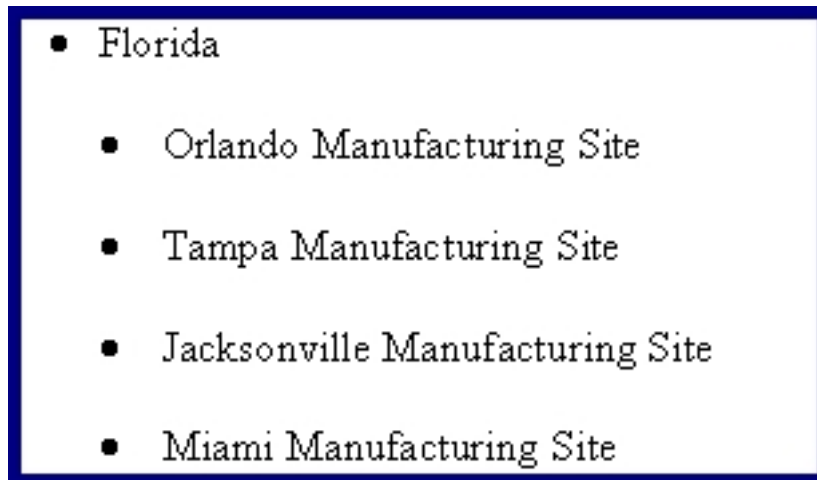 • Florida
• Orlando Manufacturing Site
• Tampa Manufacturing Site
• Jacksonville Manufacturing Site
• Miami Manufacturing Site